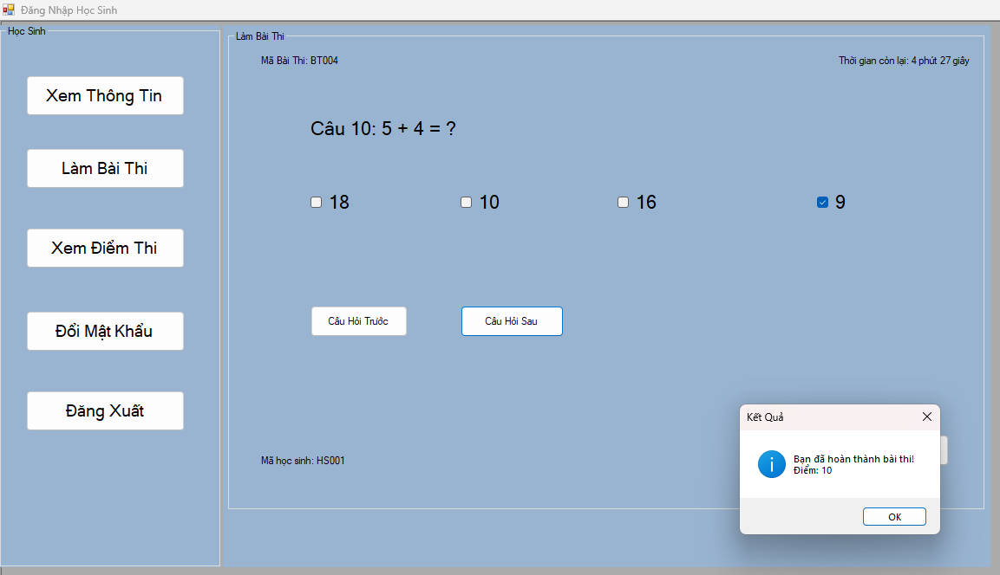 Đăng Nhập Học Sinh
Học Sinh
Xem Thông Tin
Làm Bài Thi
Xem Điểm Thi
Đổi Mật Khẩu
Đăng Xuất
Làm Bài Thi
Mã Bài Thi: BT004
Thời gian còn lại: 4 phút 27 giây
Câu 10: 5 + 4 = ?
18
10
16
9
Câu Hỏi Trước
Câu Hỏi Sau
Mã học sinh: HS001
Kết Quả
Bạn đã hoàn thành bài thi!
Điểm: 10
OK